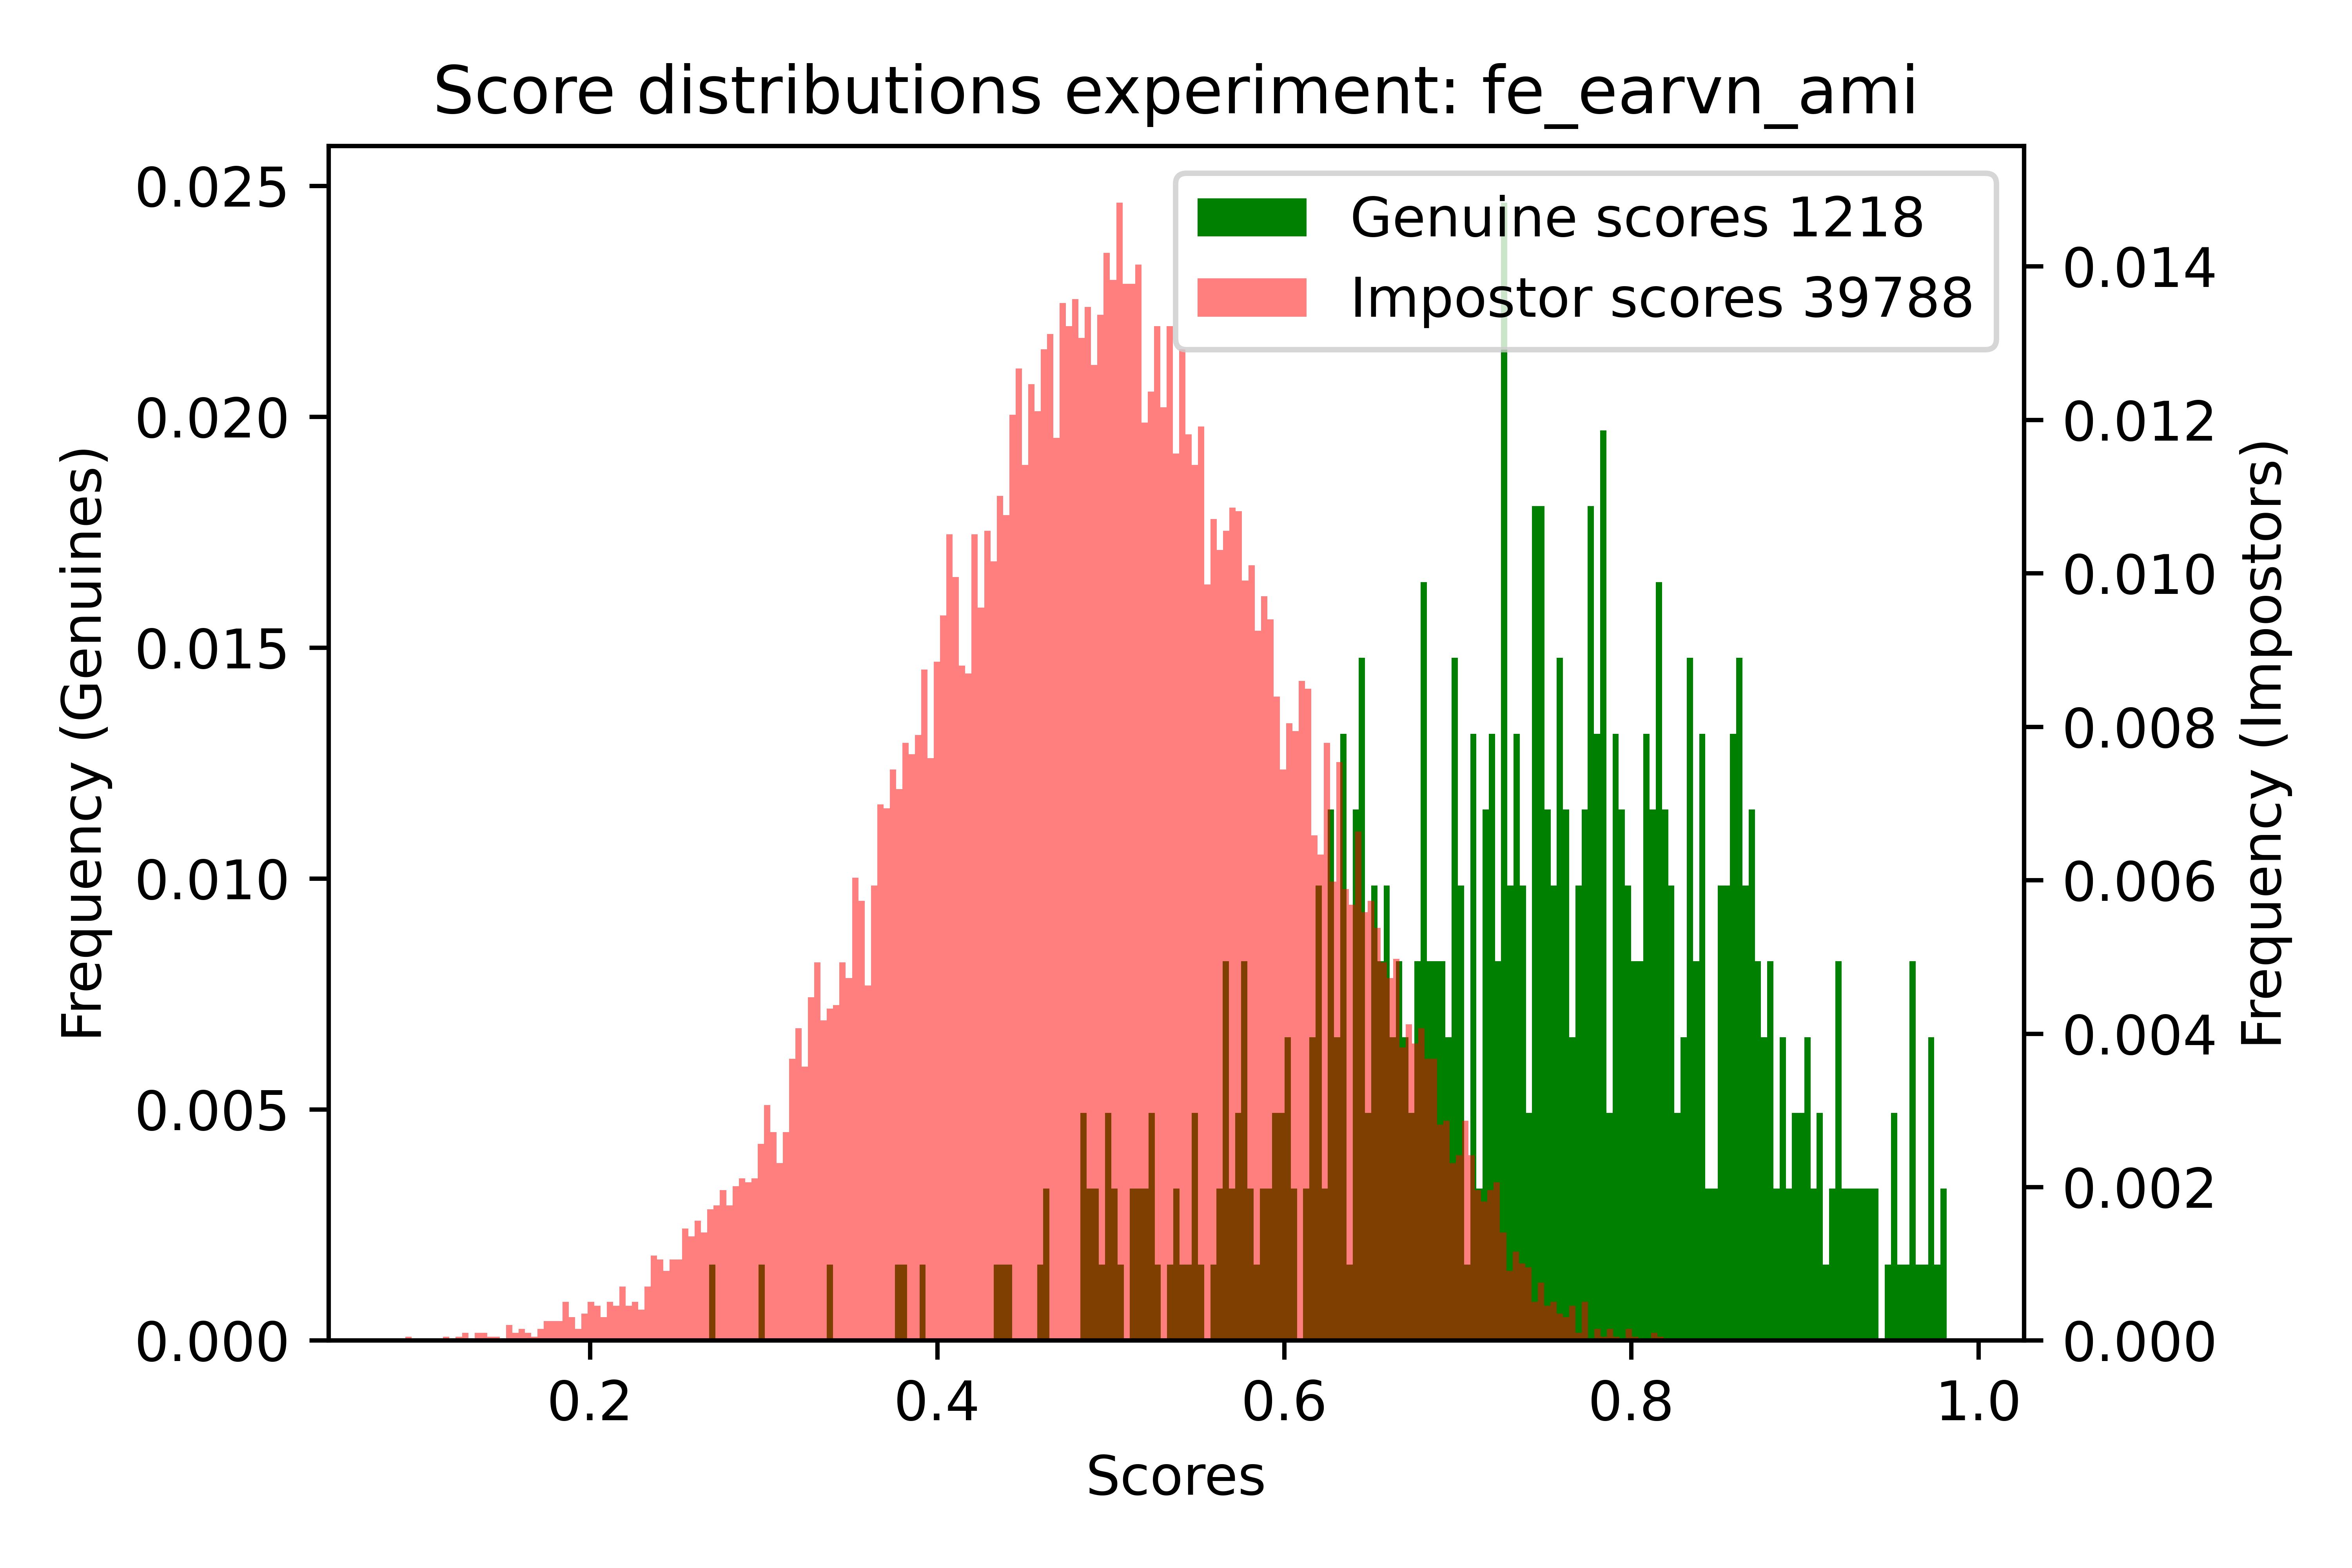 Score distributions experiment: fe_earvn_ami
Genuine scores 1218
Impostor scores 39788
Frequency (Genuines)
0.025
0.020
0.015
0.010
0.005
0.000
Frequency (Impostors)
0.014
0.012
0.010
0.008
0.006
0.004
0.002
0.000
0.2 0.4 0.6 0.8 1.0
Scores